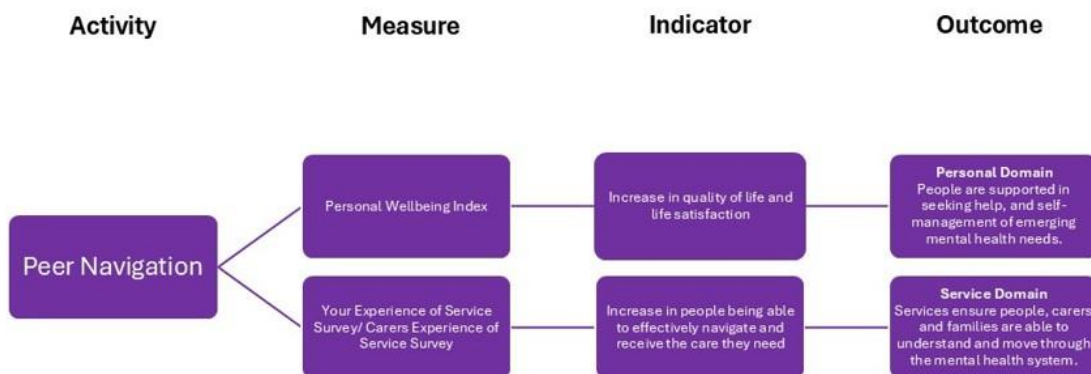 Activity
Measure
Indicator
Outcome
Peer Navigation
Personal Wellbeing Index
Increase in quality of life and
life satisfaction
Personal Domain
People are supported in
seeking help, and self-
management of emerging
mental health needs.
Your Experience of Service
Survey/ Carers Experience of
Service Survey
Increase in people being able
to effectively navigate and
receive the care they need
Service Domain
Services ensure people, carers
and families are able to
understand and move through
the mental health system.